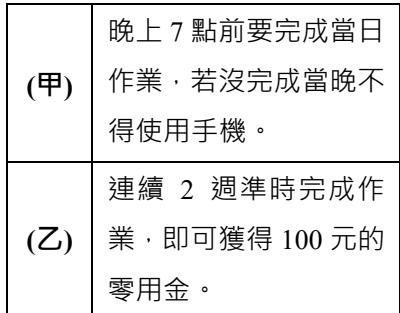 (甲)
晚上 7 點前要完成當日
作業，若沒完成當晚不
得使用手機。
(乙)
連續 2 週準時完成作
業，即可獲得 100 元的
零用金。